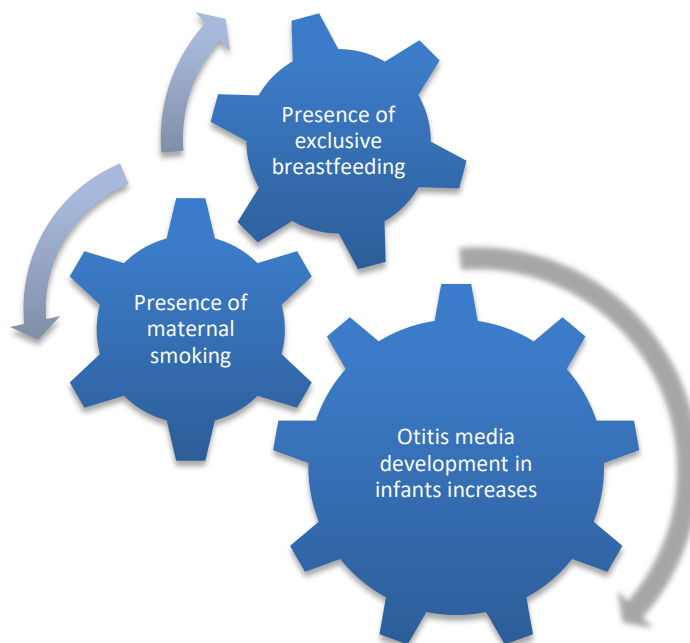 Presence of
exclusive
breastfeeding
Presence of
maternal
smoking
Otitis media
development in
infants increases